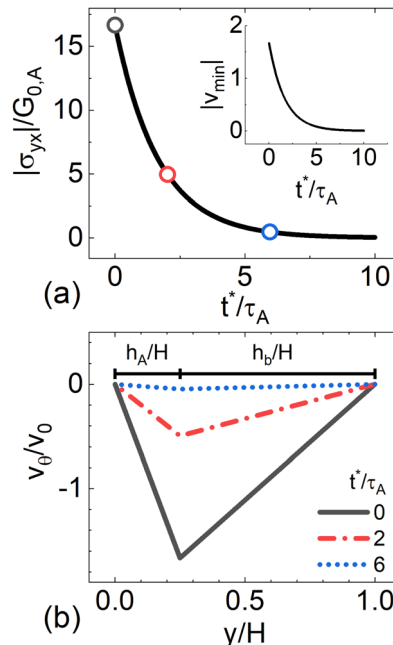 |σyx|/G0,A
15
10
5
0
0
5
10
t*/τA
(a)
|vmin|
2
1
0
0
5
10
t*/τA
hA/H
hb/H
vθ/v0
0
-1
t*/τA
0
2
6
0.0
0.5
1.0
y/H
(b)